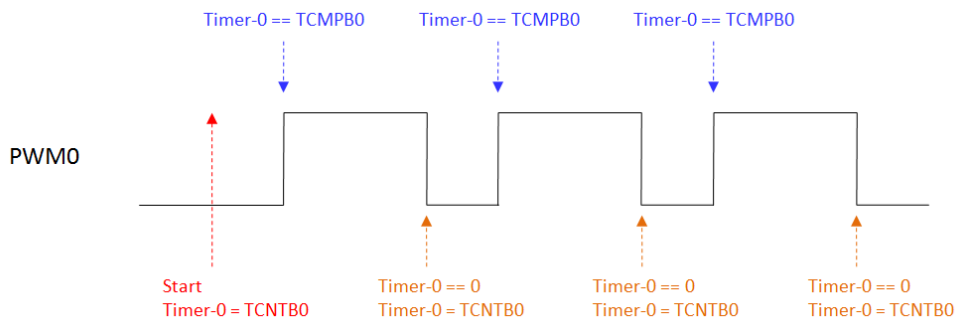 Timer-0 == TCMPB0 Timer-0 == TCMPB0 Timer-0 == TCMPB0
PWM0
Start
Timer-0 = TCNTB0
Timer-0 == 0
Timer-0 = TCNTB0
Timer-0 == 0
Timer-0 = TCNTB0
Timer-0 == 0
Timer-0 = TCNTB0